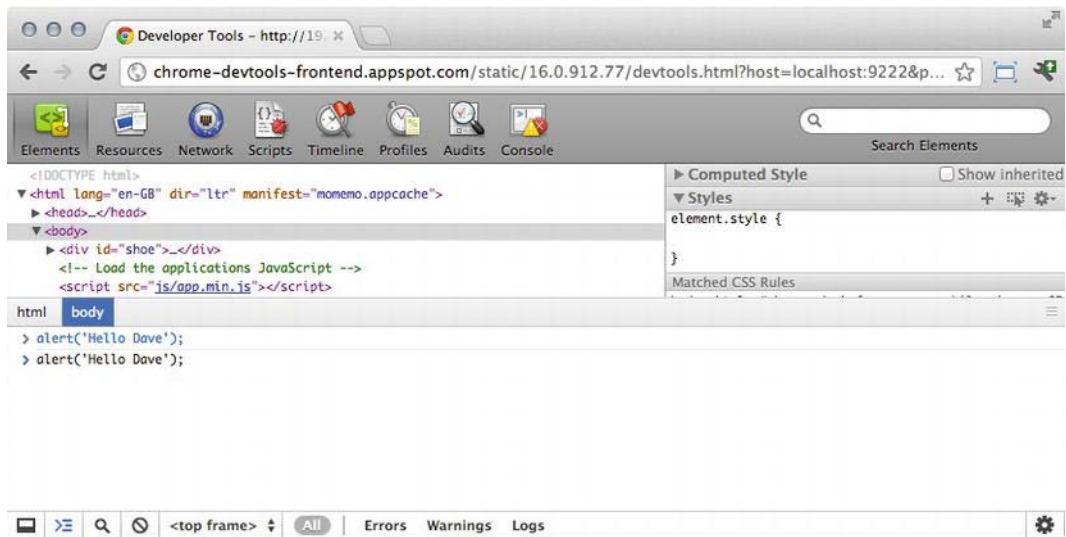 Developer Tools – http://19
chrome-devtools-frontend.appspot.com/static/16.0.912.77/devtools.html?host=localhost:9222&p...
Elements Resources Network Scripts Timeline Profiles Audits Console Search Elements
<!DOCTYPE html>
▼<html lang="en-GB" dir="ltr" manifest="momemo.appcache">
▶<head>…</head>
▼<body>
▶<div id="shoe">…</div>
<!-- Load the applications JavaScript -->
<script src="js/app.min.js"></script>
▶ Computed Style Show inherited
▼ Styles
element.style {
}
Matched CSS Rules
html body
> alert('Hello Dave');
> alert('Hello Dave');
<top frame> All Errors Warnings Logs